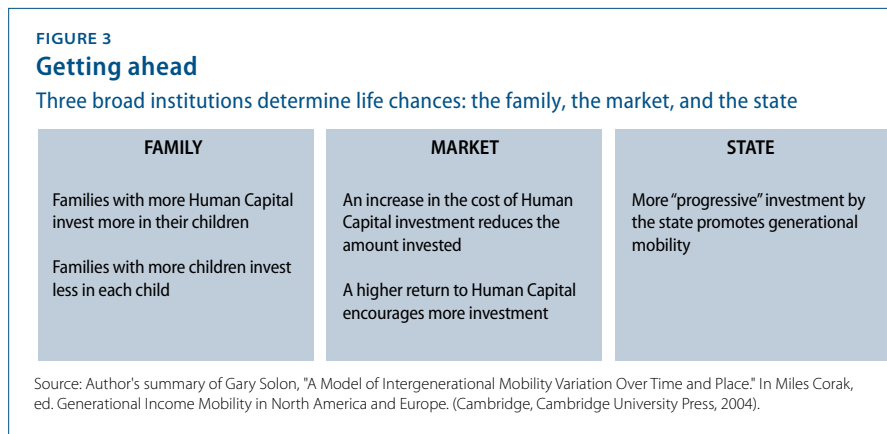 FIGURE 3
Getting ahead
Three broad institutions determine life chances: the family, the market, and the state
FAMILY
Families with more Human Capital
invest more in their children
Families with more children invest
less in each child
MARKET
An increase in the cost of Human
Capital investment reduces the
amount invested
A higher return to Human Capital
encourages more investment
STATE
More “progressive” investment by
the state promotes generational
mobility
Source: Author's summary of Gary Solon, "A Model of Intergenerational Mobility Variation Over Time and Place." In Miles Corak,
ed. Generational Income Mobility in North America and Europe. (Cambridge, Cambridge University Press, 2004).